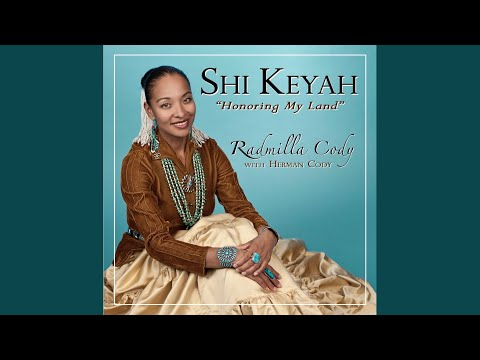 SHI KEYAH
"Honoring My Land"
Radmilla Cody
WITH HERMAN CODY